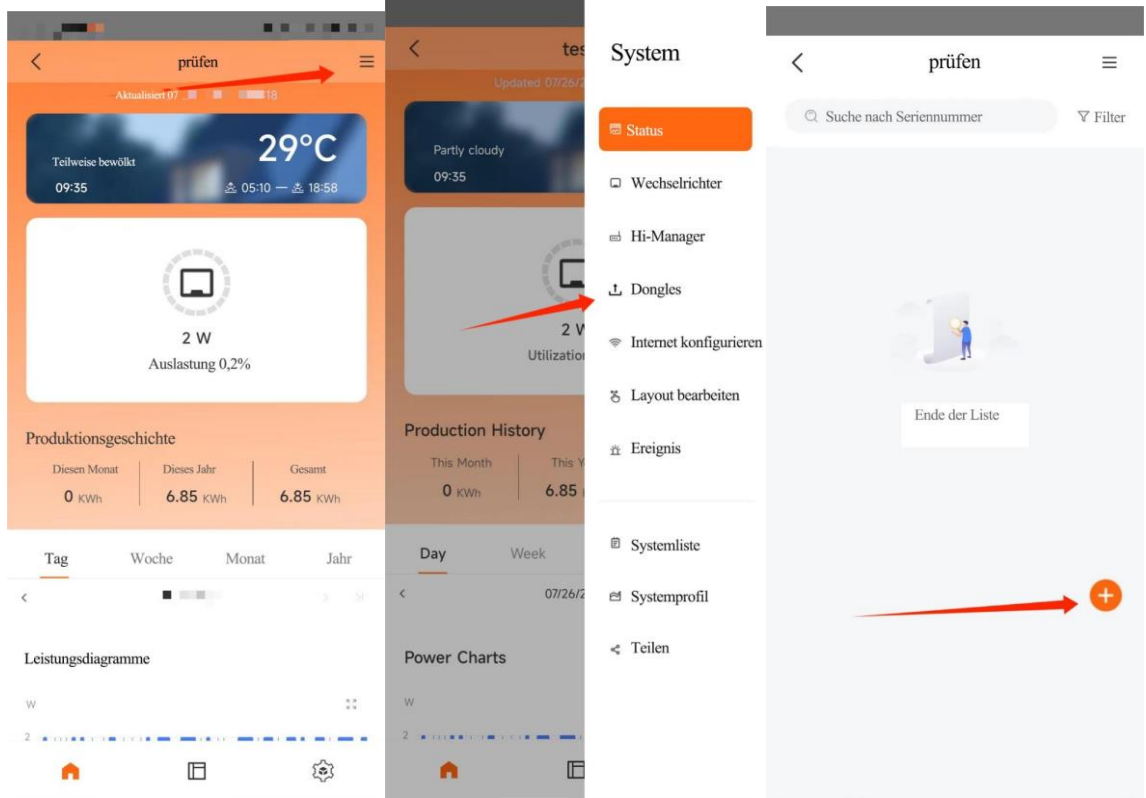 prüfen
Aktualisiert 07
18
Teilweise bewölkt
29°C
09:35
05:10 — 18:58
2 W
Auslastung 0,2%
Produktionsgeschichte
Diesen Monat
Dieses Jahr
Gesamt
0 KWh
6.85 KWh
6.85 KWh
Tag
Woche
Monat
Jahr
Leistungsdiagramme
W
2
tes
Updated 07/26/2
Partly cloudy
09:35
2 W
Utilization
Production History
This Month
This Y
0 KWh
6.85
Day
Week
07/26/2
Power Charts
W
2
System
Status
Wechselrichter
Hi-Manager
Dongles
Internet konfigurieren
Layout bearbeiten
Ereignis
Systemliste
Systemprofil
Teilen
prüfen
Suche nach Seriennummer
Filter
Ende der Liste